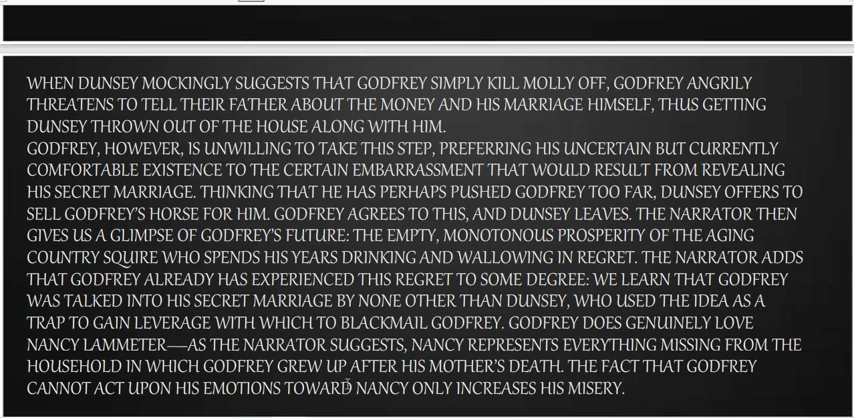 WHEN DUNSEY MOCKINGLY SUGGESTS THAT GODFREY SIMPLY KILL MOLLY OFF, GODFREY ANGRILY
THREATENS TO TELL THEIR FATHER ABOUT THE MONEY AND HIS MARRIAGE HIMSELF, THUS GETTING
DUNSEY THROWN OUT OF THE HOUSE ALONG WITH HIM.
GODFREY, HOWEVER, IS UNWILLING TO TAKE THIS STEP, PREFERRING HIS UNCERTAIN BUT CURRENTLY
COMFORTABLE EXISTENCE TO THE CERTAIN EMBARRASSMENT THAT WOULD RESULT FROM REVEALING
HIS SECRET MARRIAGE. THINKING THAT HE HAS PERHAPS PUSHED GODFREY TOO FAR, DUNSEY OFFERS TO
SELL GODFREY'S HORSE FOR HIM. GODFREY AGREES TO THIS, AND DUNSEY LEAVES. THE NARRATOR THEN
GIVES US A GLIMPSE OF GODFREY'S FUTURE: THE EMPTY, MONOTONOUS PROSPERITY OF THE AGING
COUNTRY SQUIRE WHO SPENDS HIS YEARS DRINKING AND WALLOWING IN REGRET. THE NARRATOR ADDS
THAT GODFREY ALREADY HAS EXPERIENCED THIS REGRET TO SOME DEGREE: WE LEARN THAT GODFREY
WAS TALKED INTO HIS SECRET MARRIAGE BY NONE OTHER THAN DUNSEY, WHO USED THE IDEA AS A
TRAP TO GAIN LEVERAGE WITH WHICH TO BLACKMAIL GODFREY. GODFREY DOES GENUINELY LOVE
NANCY LAMMETER—AS THE NARRATOR SUGGESTS, NANCY REPRESENTS EVERYTHING MISSING FROM THE
HOUSEHOLD IN WHICH GODFREY GREW UP AFTER HIS MOTHER'S DEATH. THE FACT THAT GODFREY
CANNOT ACT UPON HIS EMOTIONS TOWARD NANCY ONLY INCREASES HIS MISERY.